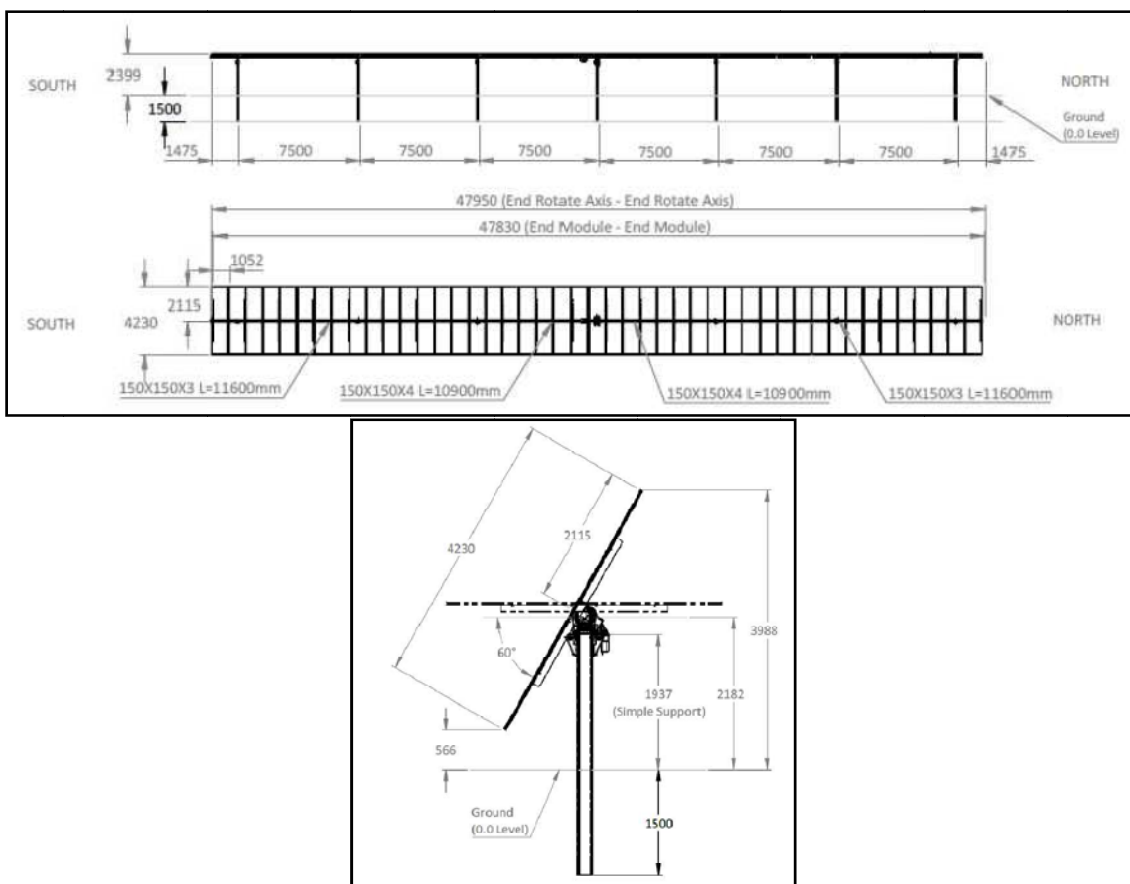 2399
SOUTH
NORTH
1500
Ground
(0.0 Level)
1475
7500
7500
7500
7500
7500
7500
1475
47950 (End Rotate Axis - End Rotate Axis)
47830 (End Module - End Module)
1052
2115
4230
SOUTH
NORTH
150X150X3 L=11600mm
150X150X4 L=10900mm
150X150X4 L=10900mm
150X150X3 L=11600mm
4230
2115
3988
60°
1937
(Simple Support)
2182
566
Ground
(0.0 Level)
1500